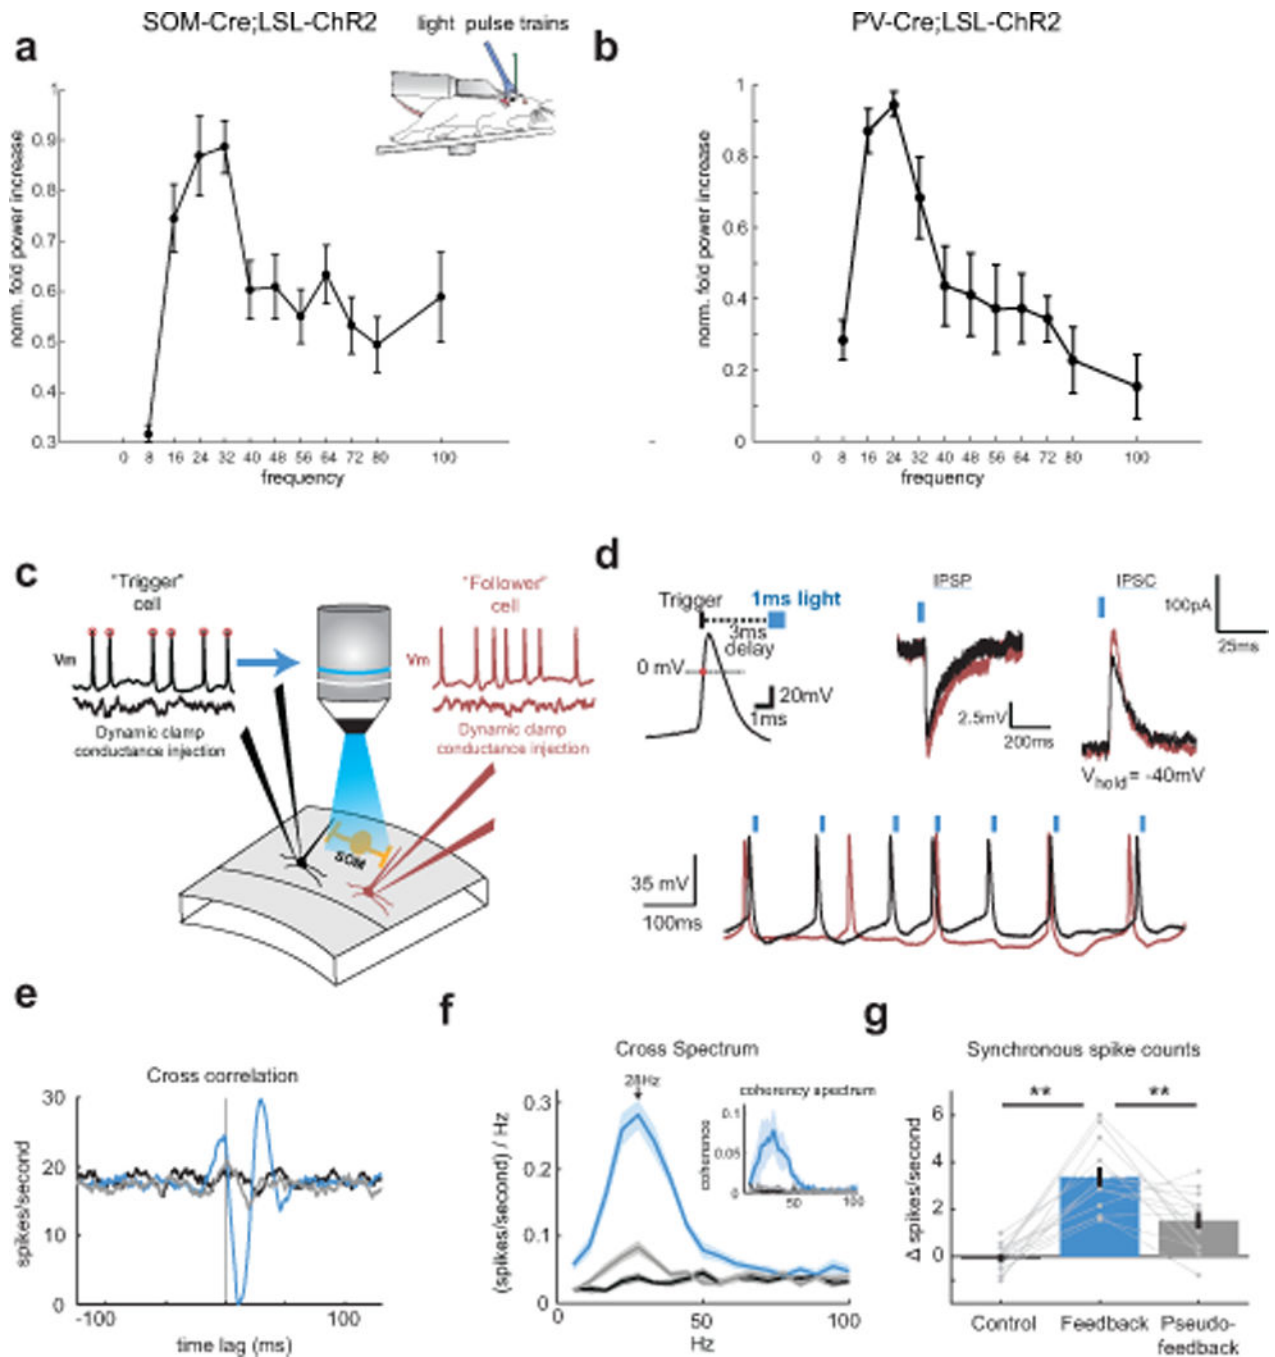 SOM-Cre;LSL-ChR2
PV-Cre;LSL-ChR2
a
light pulse trains
b
norm. fold power increase
1
0.9
0.8
0.7
0.6
0.5
0.4
0.3
0 8 16 24 32 40 48 56 64 72 80 100
frequency
norm. fold power increase
1
0.8
0.6
0.4
0.2
0
0 8 16 24 32 40 48 56 64 72 80 100
frequency
c
"Trigger"
cell
Vm
Dynamic clamp
conductance injection
"Follower"
cell
Vm
Dynamic clamp
conductance injection
SOM
d
Trigger
1ms light
3ms
delay
0 mV
20mV
1ms
IPSP
2.5mV
200ms
IPSC
100pA
25ms
Vhold = -40mV
35 mV
100ms
e
Cross correlation
spikes/second
30
20
10
0
-100 100
time lag (ms)
f
Cross Spectrum
28Hz
(spikes/second) / Hz
0.3
0.2
0.1
0
0 50 100
Hz
coherency spectrum
coherence
0.1
0.05
0
50 100
g
Synchronous spike counts
** **
Δ spikes/second
6
4
2
0
Control Feedback Pseudo-
feedback